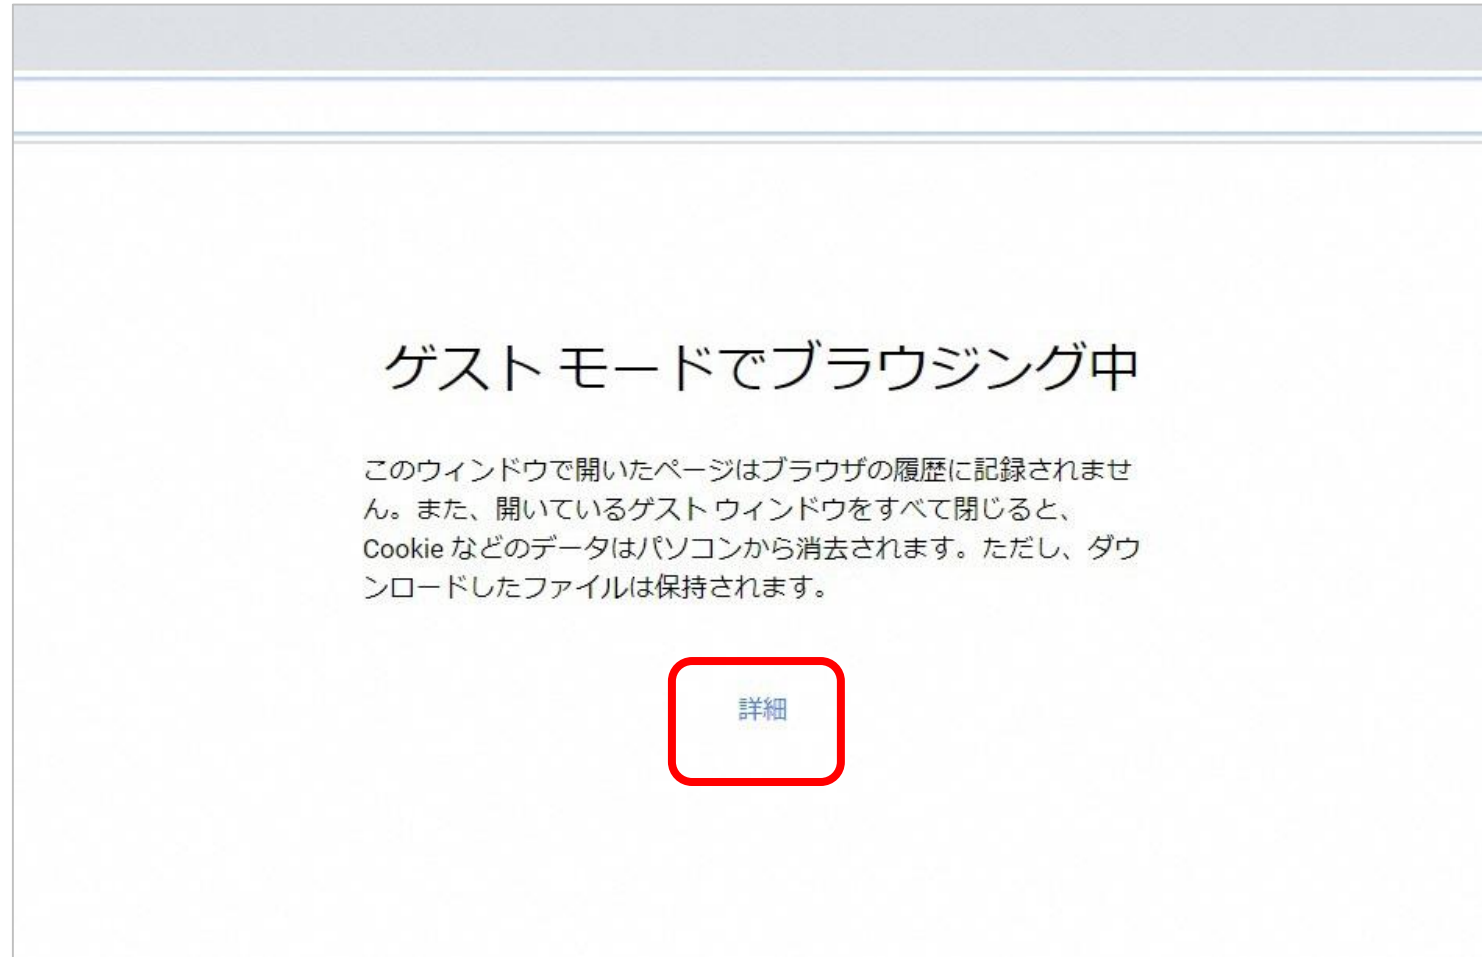 ゲスト モードでブラウジング中
このウィンドウで開いたページはブラウザの履歴に記録されませ
ん。また、開いているゲスト ウィンドウをすべて閉じると、
Cookie などのデータはパソコンから消去されます。ただし、ダウ
ンロードしたファイルは保持されます。
詳細